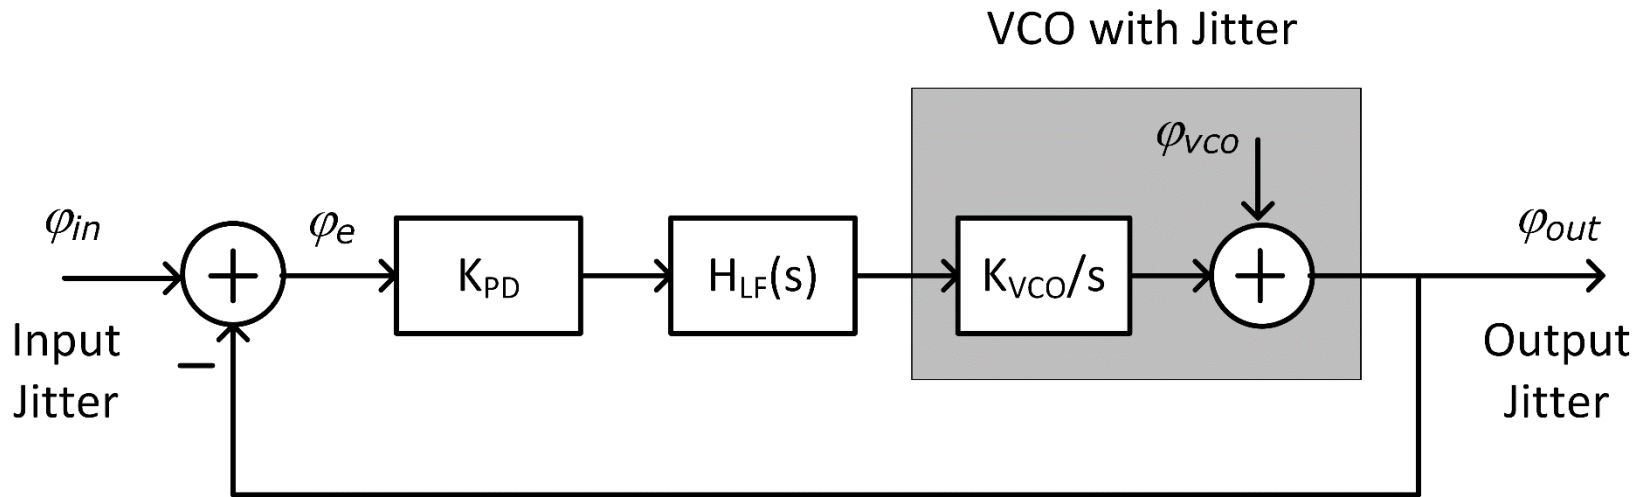 VCO with Jitter
φvco
φin
φe
φout
+
KPD
HLF(s)
KVCO/s
+
−
Input
Jitter
Output
Jitter